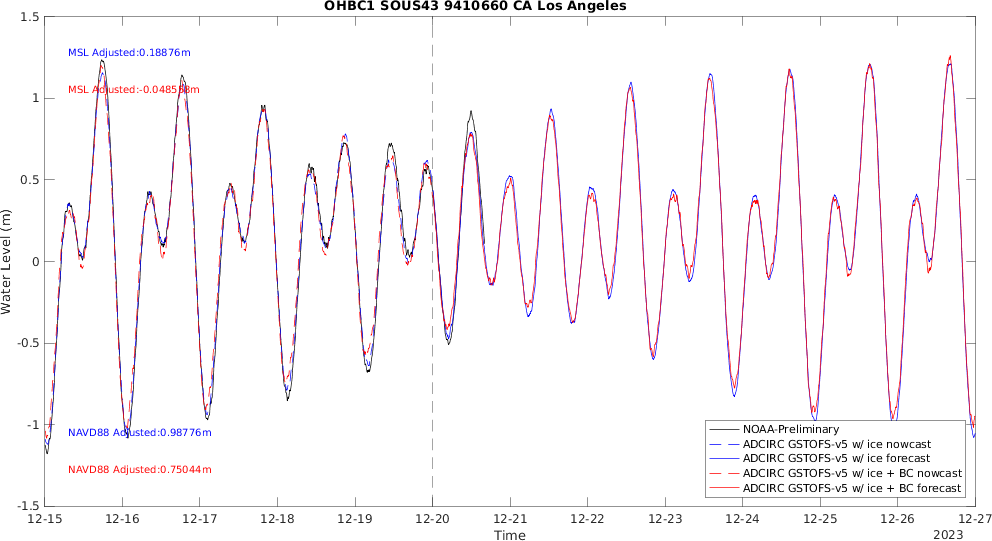 OHBC1 SOUS43 9410660 CA Los Angeles
1.5
1
0.5
0
-0.5
-1
-1.5
Water Level (m)
MSL Adjusted:0.18876m
NAVD88 Adjusted:0.98776m
NAVD88 Adjusted:0.75044m
NOAA-Preliminary
ADCIRC GSTOFS-v5 w/ ice nowcast
ADCIRC GSTOFS-v5 w/ ice forecast
ADCIRC GSTOFS-v5 w/ ice + BC nowcast
ADCIRC GSTOFS-v5 w/ ice + BC forecast
12-15 12-16 12-17 12-18 12-19 12-20 12-21 12-22 12-23 12-24 12-25 12-26 12-27
Time
2023
MSL